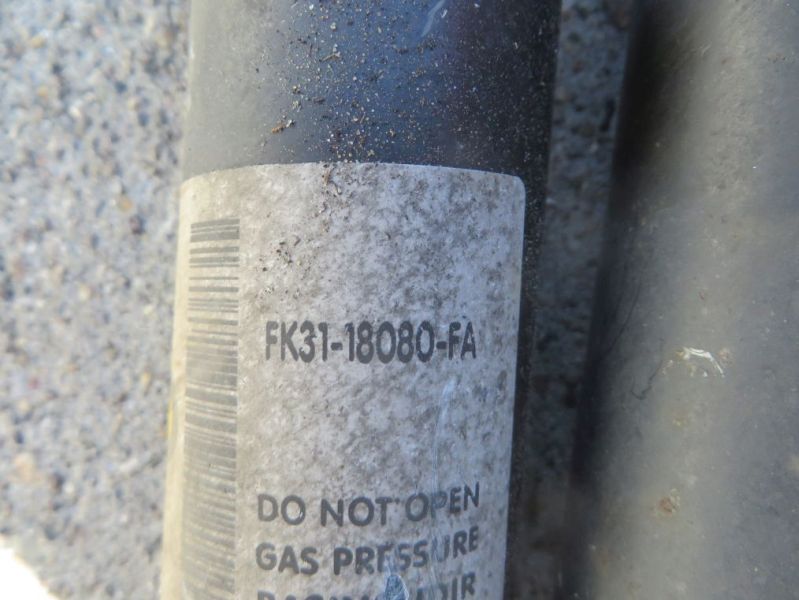 FK31-18080-FA
DO NOT OPEN
GAS PRESSURE